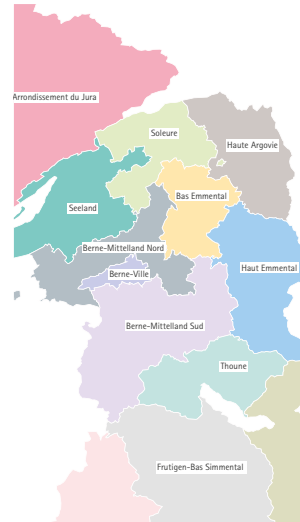 Arrondissement du Jura
Soleure
Haute Argovie
Bas Emmental
Seeland
Berne-Mittelland Nord
Haut Emmental
Berne-Ville
Berne-Mittelland Sud
Thoune
Frutigen-Bas Simmental